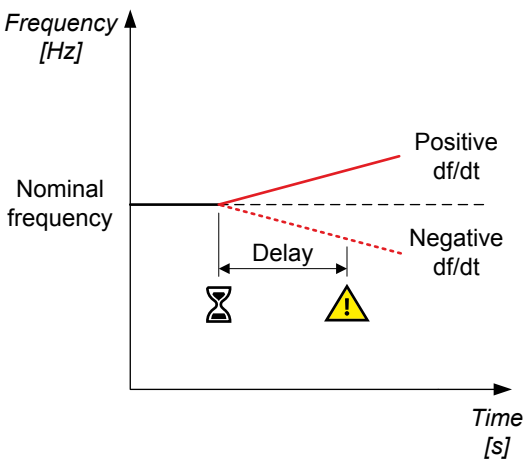 Frequency
[Hz]
Positive
df/dt
Nominal
frequency
Negative
df/dt
Delay
!
Time
[s]